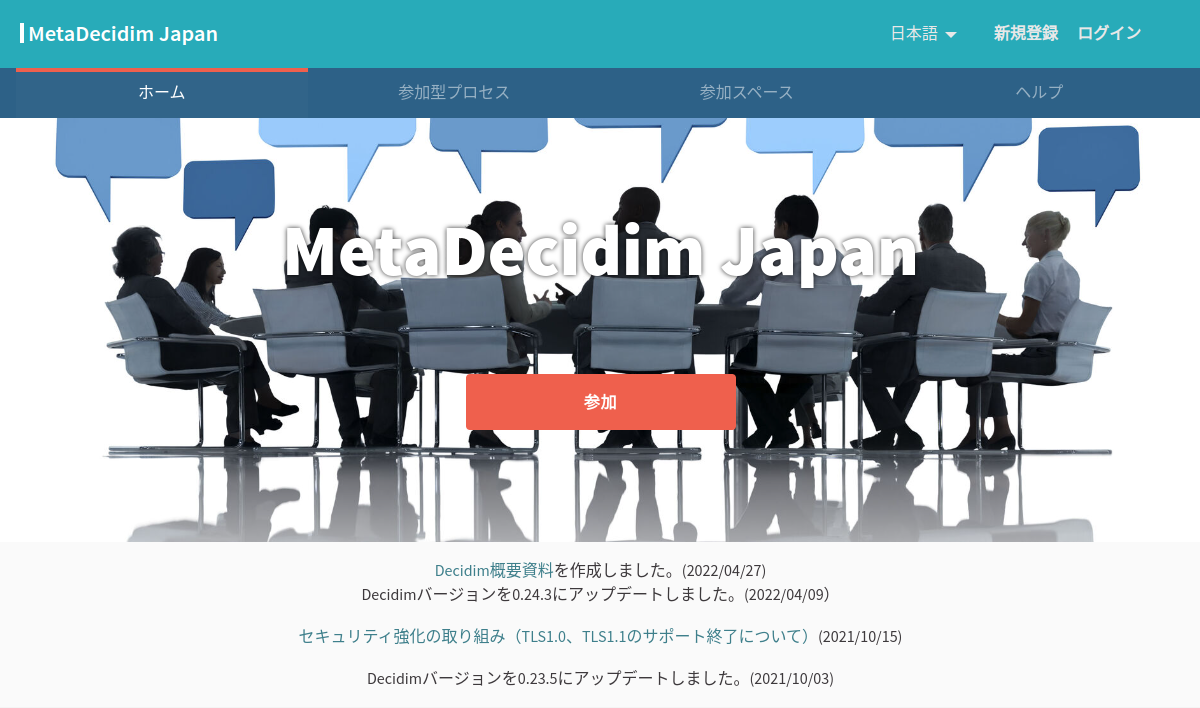 MetaDecidim Japan
日本語
新規登録
ログイン
ホーム
参加型プロセス
参加スペース
ヘルプ
MetaDecidim Japan
参加
Decidim概要資料を作成しました。(2022/04/27)
Decidimバージョンを0.24.3にアップデートしました。(2022/04/09）
セキュリティ強化の取り組み（TLS1.0、TLS1.1のサポート終了について）(2021/10/15)
Decidimバージョンを0.23.5にアップデートしました。(2021/10/03)